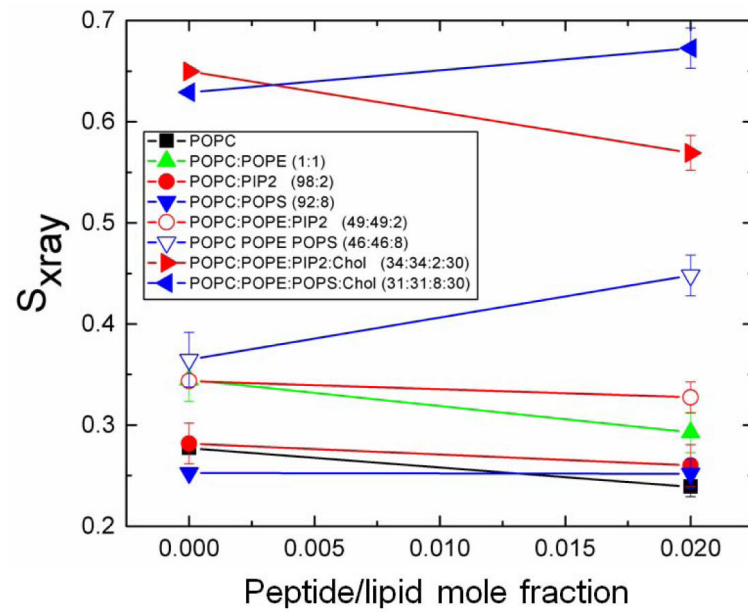 0.7
0.6
0.5
0.4
0.3
0.2
Sxray
POPC
POPC:POPE (1:1)
POPC:PIP2 (98:2)
POPC:POPS (92:8)
POPC:POPE:PIP2 (49:49:2)
POPC POPE POPS (46:46:8)
POPC:POPE:PIP2:Chol (34:34:2:30)
POPC:POPE:POPS:Chol (31:31:8:30)
0.000 0.005 0.010 0.015 0.020
Peptide/lipid mole fraction